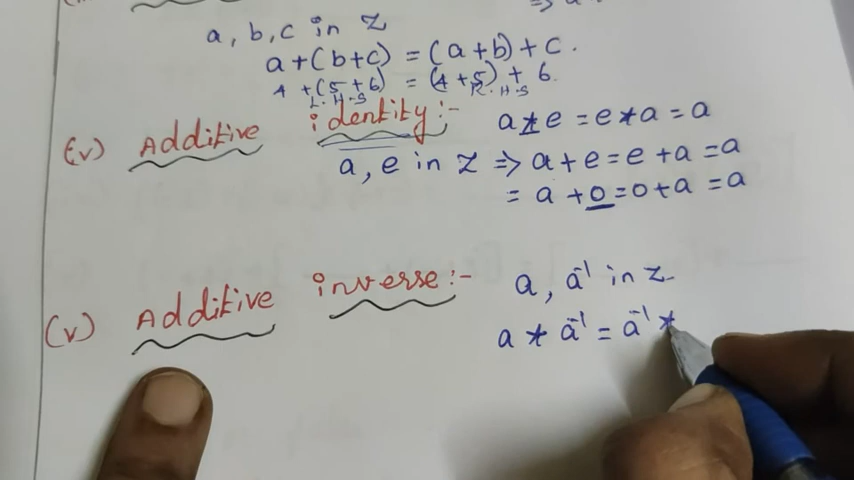 a, b, c in Z
a+(b+c) = (a+b)+c.
4 +(5+6) = (4+5)+6.
L.H.S R.H.S
(v) Additive identity:- a*e = e*a = a
a, e in Z ⇒ a+e = e+a = a
= a+0 = 0+a = a
(v) Additive inverse:- a, a⁻¹ in Z
a * a⁻¹ = a⁻¹ *